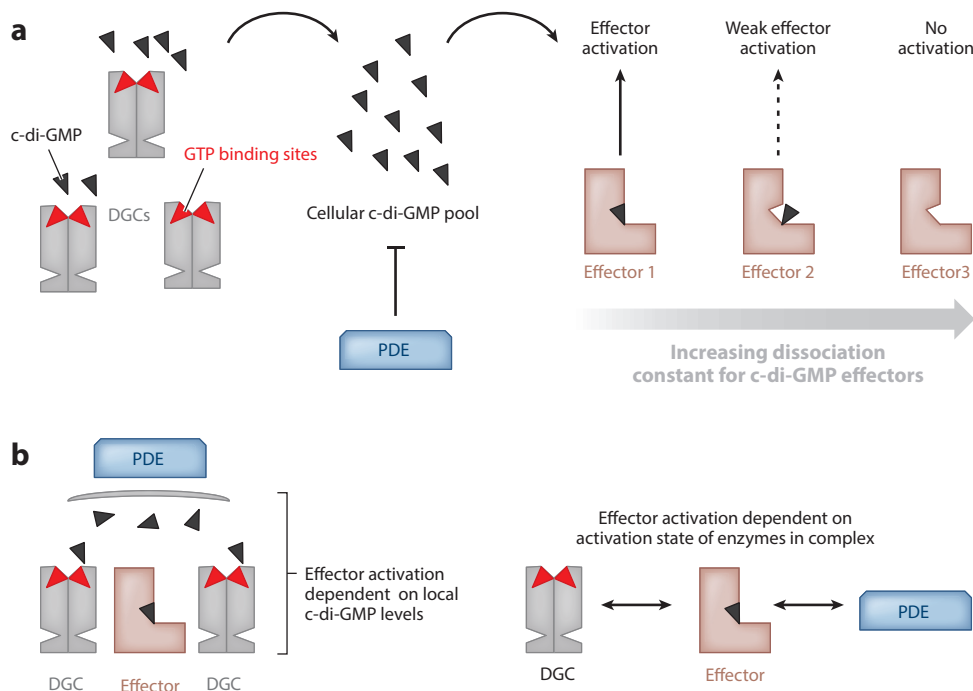 a
Effector
activation
Weak effector
activation
No
activation
c-di-GMP
GTP binding sites
DGCs
Cellular c-di-GMP pool
PDE
Effector 1
Effector 2
Effector3
Increasing dissociation
constant for c-di-GMP effectors
b
PDE
Effector activation
dependent on local
c-di-GMP levels
DGC
Effector
DGC
Effector activation dependent on
activation state of enzymes in complex
DGC
Effector
PDE